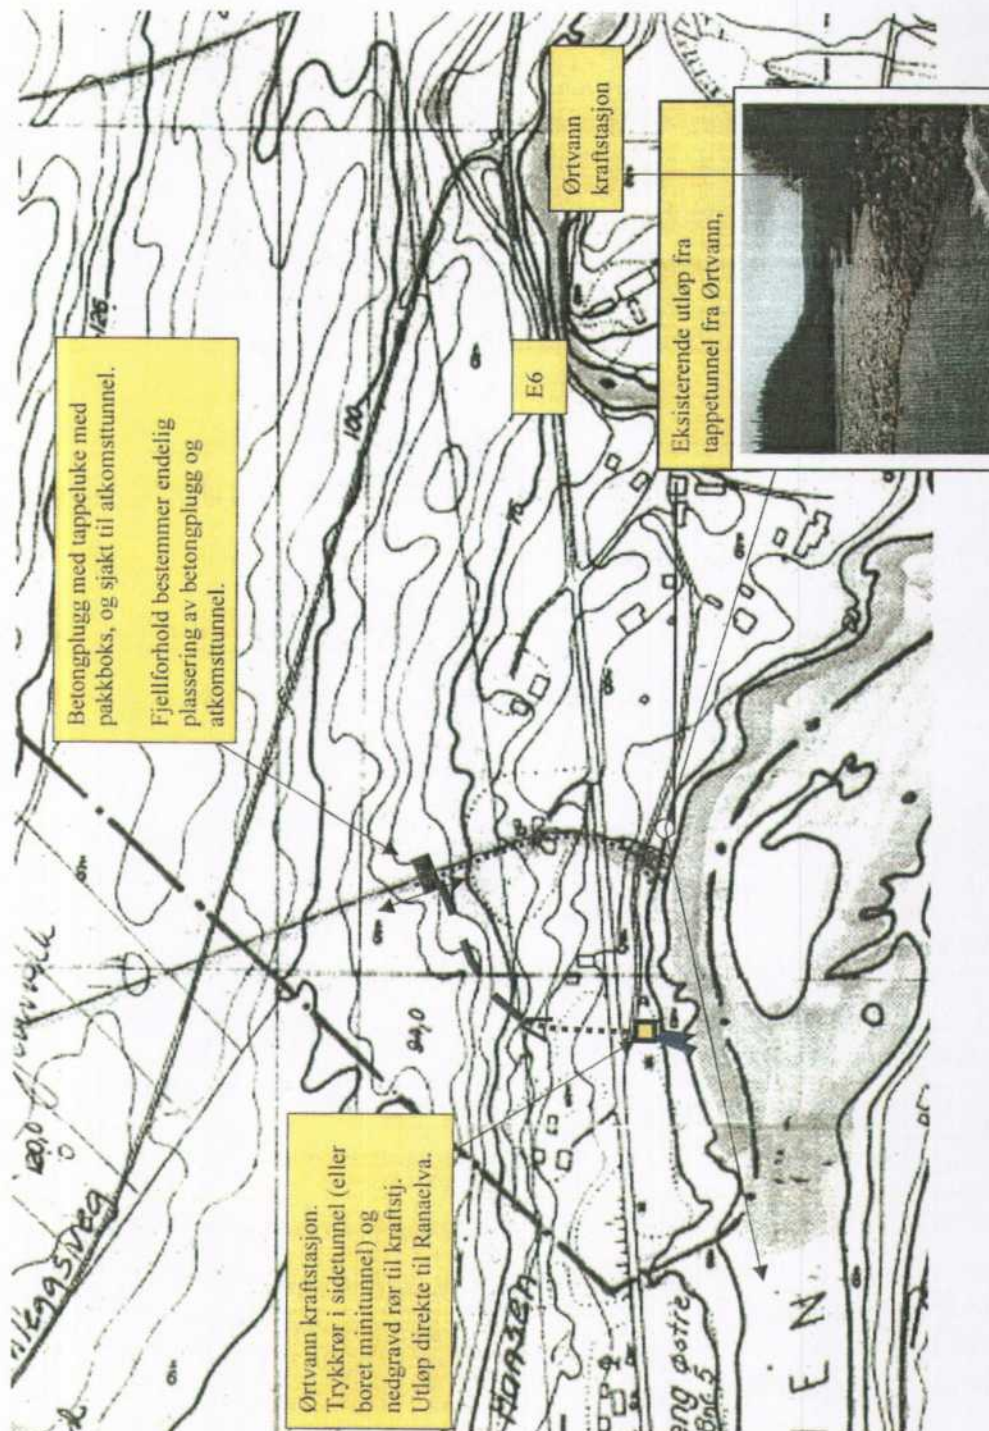 Betongplugg med tappeluke med
pakkboks, og sjakt til atkomsttunnel.
Fjellforhold bestemmer endelig
plassering av betongplugg og
atkomsttunnel.
Ørtvann kraftstasjon.
Trykkrør i sidetunnel (eller
boret minitunnel) og
nedgravd rør til kraftstj.
Utløp direkte til Ranaelva.
E6
Ørtvann
kraftstasjon
Eksisterende utløp fra
tappetunnel fra Ørtvann,
125
100
120,0
24,0
Hansen
E N